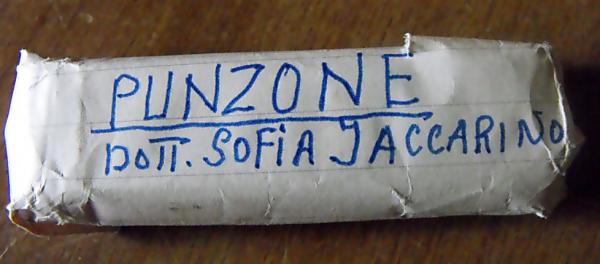 PUNZONE
DOTT. SOFiA JACCARINO